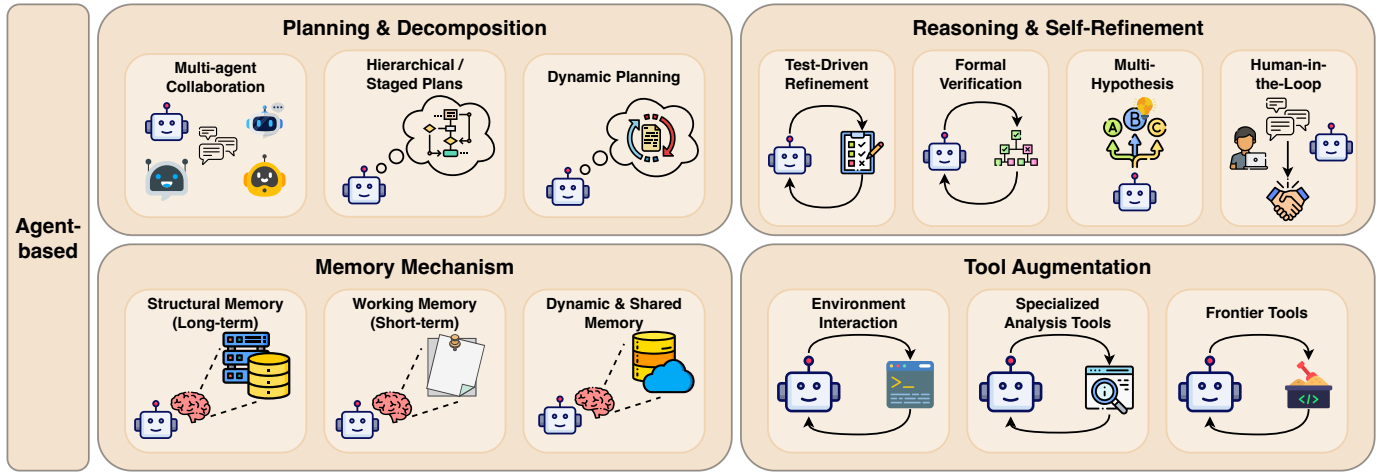 Agent-
based
Planning & Decomposition
Multi-agent
Collaboration
Hierarchical /
Staged Plans
Dynamic Planning
Reasoning & Self-Refinement
Test-Driven
Refinement
Formal
Verification
Multi-
Hypothesis
A
B
C
Human-in-
the-Loop
Memory Mechanism
Structural Memory
(Long-term)
Working Memory
(Short-term)
Dynamic & Shared
Memory
Tool Augmentation
Environment
Interaction
>_
Specialized
Analysis Tools
i
Frontier Tools
</>